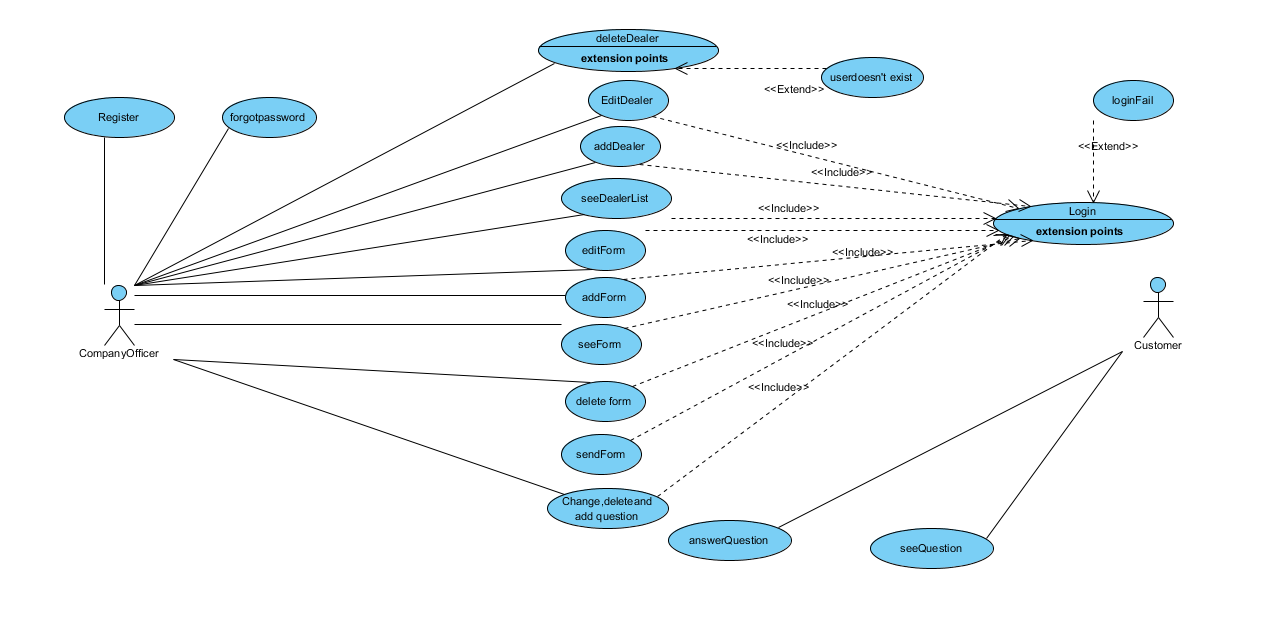 deleteDealer
extension points
userdoesn't exist
<<Extend>>
EditDealer
loginFail
Register
forgotpassword
addDealer
<<Include>>
<<Extend>>
<<Include>>
seeDealerList
<<Include>>
Login
extension points
<<Include>>
editForm
<<Include>>
<<Include>>
addForm
<<Include>>
seeForm
<<Include>>
CompanyOfficer
Customer
<<Include>>
delete form
sendForm
Change,deleteand
add question
answerQuestion
seeQuestion